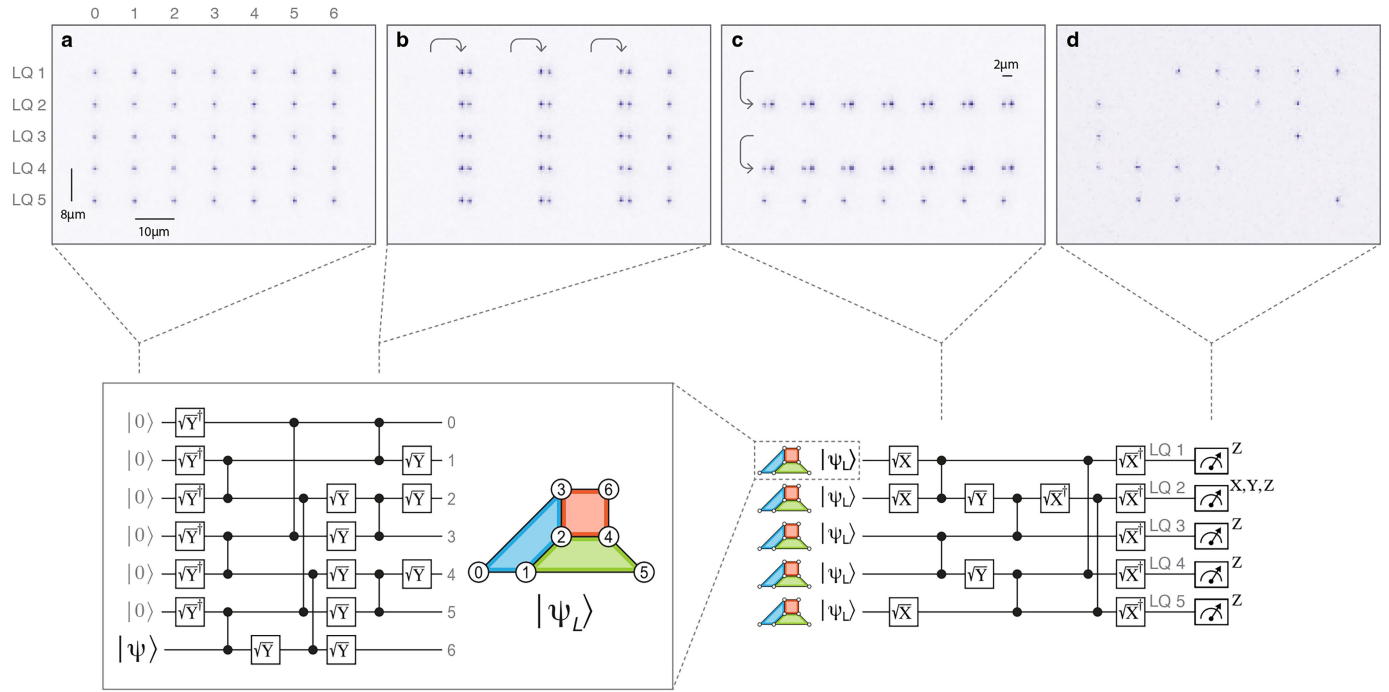 0 1 2 3 4 5 6
a b c d
LQ 1
LQ 2
LQ 3
LQ 4
LQ 5
8μm
10μm
2μm
|0⟩ √Y† 0
|0⟩ √Y† 1 √Y
|0⟩ √Y† √Y √Y 2
|0⟩ √Y† √Y 3
|0⟩ √Y† √Y √Y 4
|0⟩ √Y† √Y 5
|ψ⟩ √Y √Y 6
3 6
2 4
0 1 5
|ψL⟩
|ψL⟩ √X √X† LQ 1 Z
|ψL⟩ √X √Y √X† √X† LQ 2 X,Y,Z
|ψL⟩ √X† LQ 3 Z
|ψL⟩ √Y √X† LQ 4 Z
|ψL⟩ √X √X† LQ 5 Z